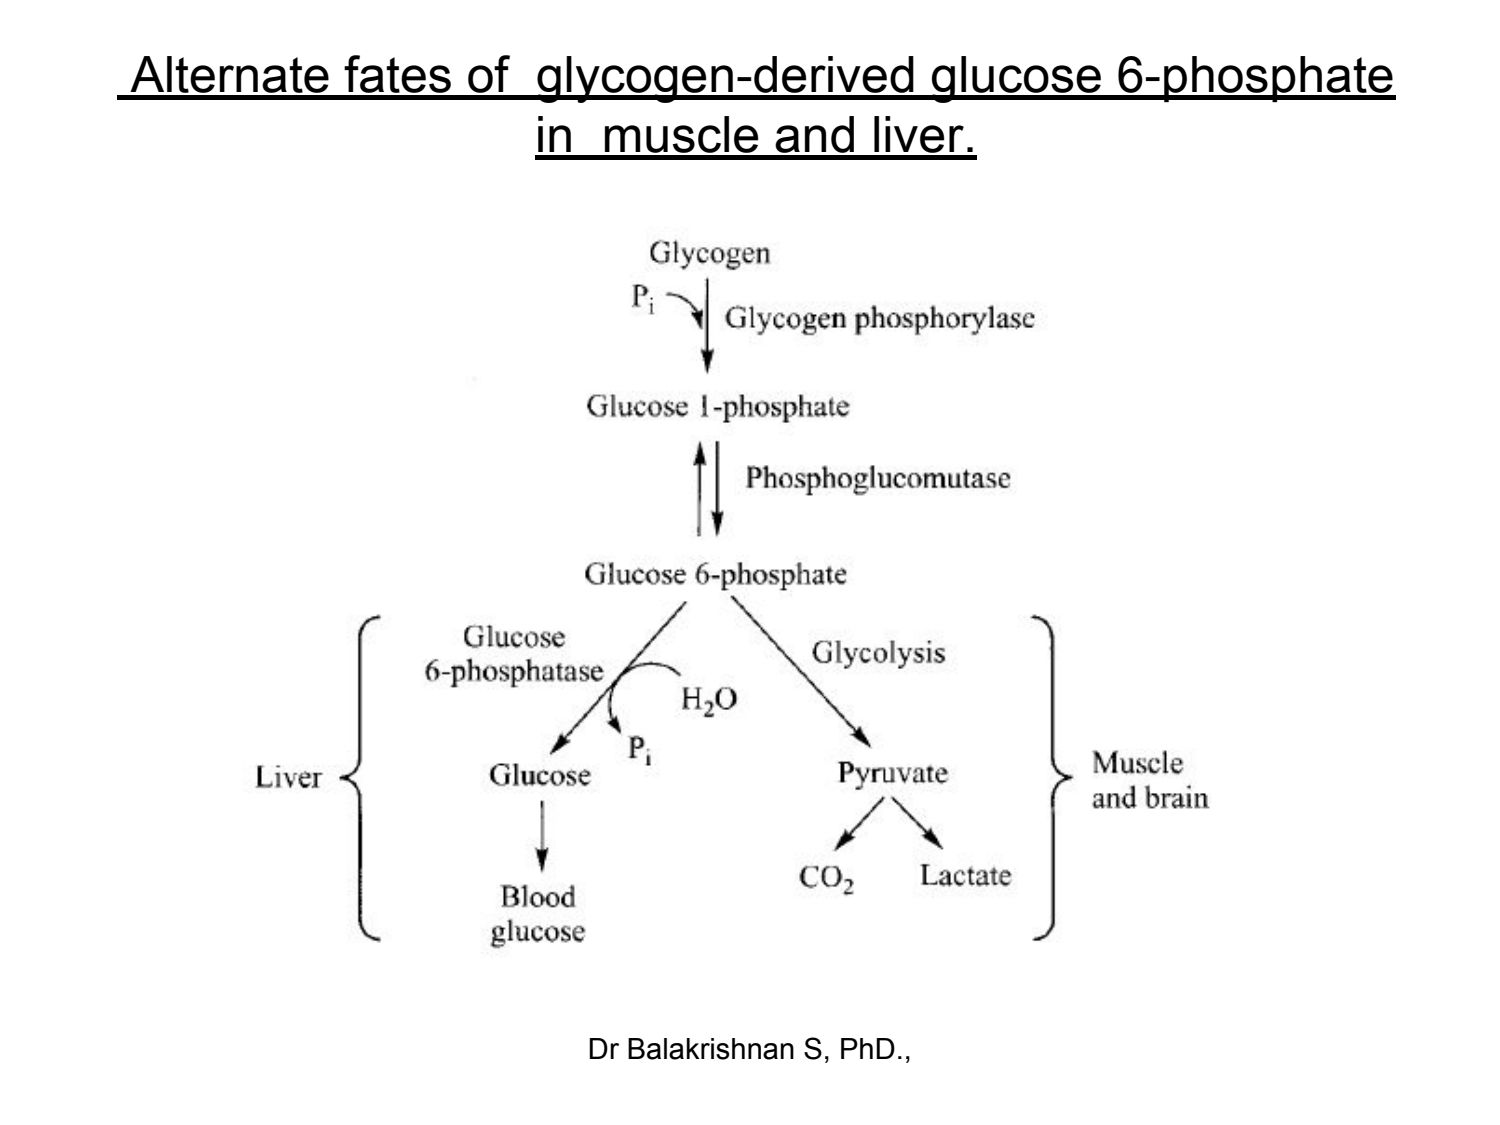 Alternate fates of  glycogen-derived glucose 6-phosphate
in  muscle and liver.
Glycogen
Pi
Glycogen phosphorylase
Glucose 1-phosphate
Phosphoglucomutase
Glucose 6-phosphate
Glucose
6-phosphatase
Glycolysis
H₂O
Pi
Liver
Glucose
Pyruvate
Muscle
and brain
CO₂
Lactate
Blood
glucose
Dr Balakrishnan S, PhD.,